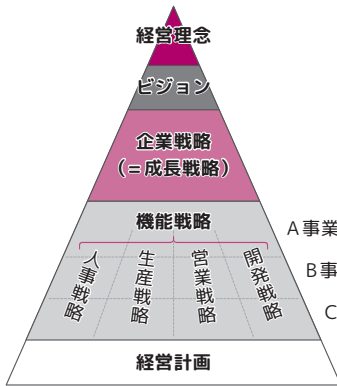 経営理念
ビジョン
企業戦略
（＝成長戦略）
機能戦略
人事戦略
生産戦略
営業戦略
開発戦略
A事業
B事
C
経営計画